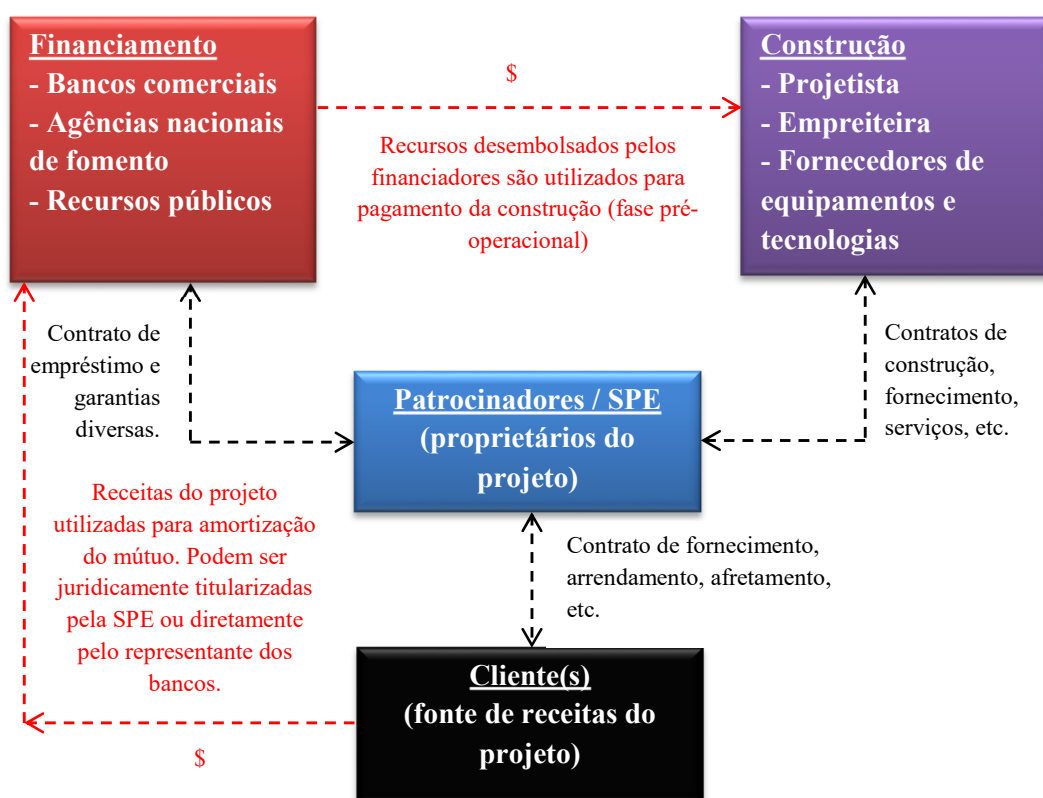 Financiamento
- Bancos comerciais
- Agências nacionais
de fomento
- Recursos públicos
$
Recursos desembolsados pelos
financiadores são utilizados para
pagamento da construção (fase pré-
operacional)
Construção
- Projetista
- Empreiteira
- Fornecedores de
equipamentos e
tecnologias
Contrato de
empréstimo e
garantias
diversas.
Patrocinadores / SPE
(proprietários do
projeto)
Contratos de
construção,
fornecimento,
serviços, etc.
Receitas do projeto
utilizadas para amortização
do mútuo. Podem ser
juridicamente titularizadas
pela SPE ou diretamente
pelo representante dos
bancos.
Contrato de fornecimento,
arrendamento, afretamento,
etc.
Cliente(s)
(fonte de receitas do
projeto)
$